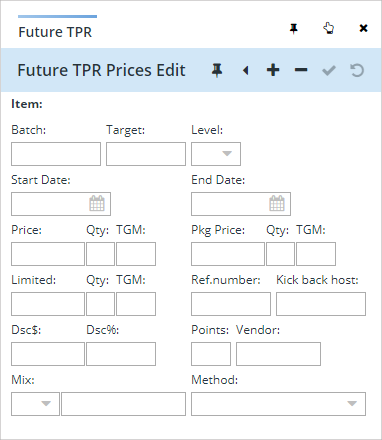 Future TPR
Future TPR Prices Edit
Item:
Batch: Target: Level:
Start Date: End Date:
Price: Qty: TGM: Pkg Price: Qty: TGM:
Limited: Qty: TGM: Ref.number: Kick back host:
Dsc$: Dsc%: Points: Vendor:
Mix: Method: